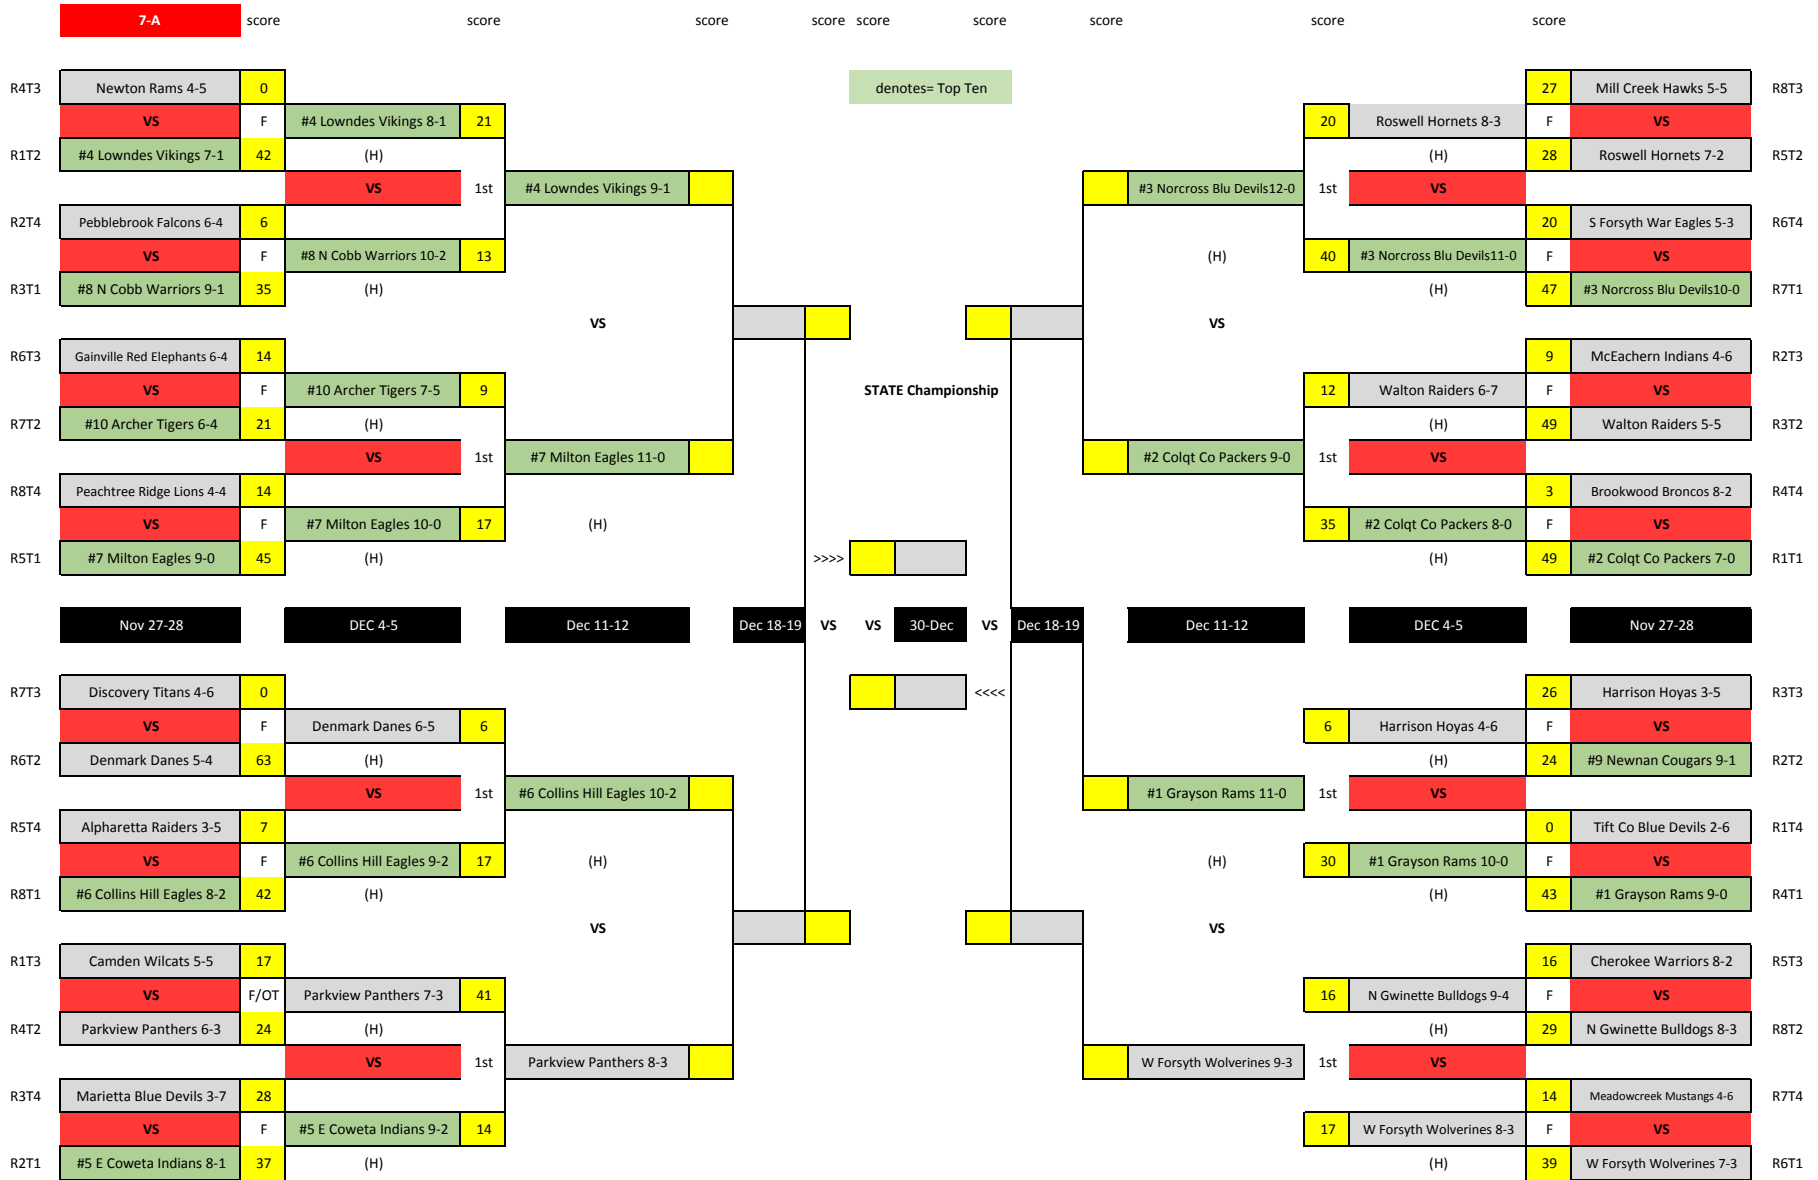 7-A score score score score score score score score score
denotes= Top Ten
R4T3 Newton Rams 4-5 0 27 Mill Creek Hawks 5-5 R8T3
VS F #4 Lowndes Vikings 8-1 21 20 Roswell Hornets 8-3 F VS
R1T2 #4 Lowndes Vikings 7-1 42 (H) (H) 28 Roswell Hornets 7-2 R5T2
VS 1st #4 Lowndes Vikings 9-1 #3 Norcross Blu Devils12-0 1st VS
R2T4 Pebblebrook Falcons 6-4 6 20 S Forsyth War Eagles 5-3 R6T4
VS F #8 N Cobb Warriors 10-2 13 (H) 40 #3 Norcross Blu Devils11-0 F VS
R3T1 #8 N Cobb Warriors 9-1 35 (H) (H) 47 #3 Norcross Blu Devils10-0 R7T1
VS VS
R6T3 Gainville Red Elephants 6-4 14 9 McEachern Indians 4-6 R2T3
VS F #10 Archer Tigers 7-5 9 STATE Championship 12 Walton Raiders 6-7 F VS
R7T2 #10 Archer Tigers 6-4 21 (H) (H) 49 Walton Raiders 5-5 R3T2
VS 1st #7 Milton Eagles 11-0 #2 Colqt Co Packers 9-0 1st VS
R8T4 Peachtree Ridge Lions 4-4 14 3 Brookwood Broncos 8-2 R4T4
VS F #7 Milton Eagles 10-0 17 (H) 35 #2 Colqt Co Packers 8-0 F VS
R5T1 #7 Milton Eagles 9-0 45 (H) >>>> (H) 49 #2 Colqt Co Packers 7-0 R1T1
Nov 27-28 DEC 4-5 Dec 11-12 Dec 18-19 VS VS 30-Dec VS Dec 18-19 Dec 11-12 DEC 4-5 Nov 27-28
R7T3 Discovery Titans 4-6 0 <<<< 26 Harrison Hoyas 3-5 R3T3
VS F Denmark Danes 6-5 6 6 Harrison Hoyas 4-6 F VS
R6T2 Denmark Danes 5-4 63 (H) (H) 24 #9 Newnan Cougars 9-1 R2T2
VS 1st #6 Collins Hill Eagles 10-2 #1 Grayson Rams 11-0 1st VS
R5T4 Alpharetta Raiders 3-5 7 0 Tift Co Blue Devils 2-6 R1T4
VS F #6 Collins Hill Eagles 9-2 17 (H) (H) 30 #1 Grayson Rams 10-0 F VS
R8T1 #6 Collins Hill Eagles 8-2 42 (H) (H) 43 #1 Grayson Rams 9-0 R4T1
VS VS
R1T3 Camden Wilcats 5-5 17 16 Cherokee Warriors 8-2 R5T3
VS F/OT Parkview Panthers 7-3 41 16 N Gwinette Bulldogs 9-4 F VS
R4T2 Parkview Panthers 6-3 24 (H) (H) 29 N Gwinette Bulldogs 8-3 R8T2
VS 1st Parkview Panthers 8-3 W Forsyth Wolverines 9-3 1st VS
R3T4 Marietta Blue Devils 3-7 28 14 Meadowcreek Mustangs 4-6 R7T4
VS F #5 E Coweta Indians 9-2 14 17 W Forsyth Wolverines 8-3 F VS
R2T1 #5 E Coweta Indians 8-1 37 (H) (H) 39 W Forsyth Wolverines 7-3 R6T1